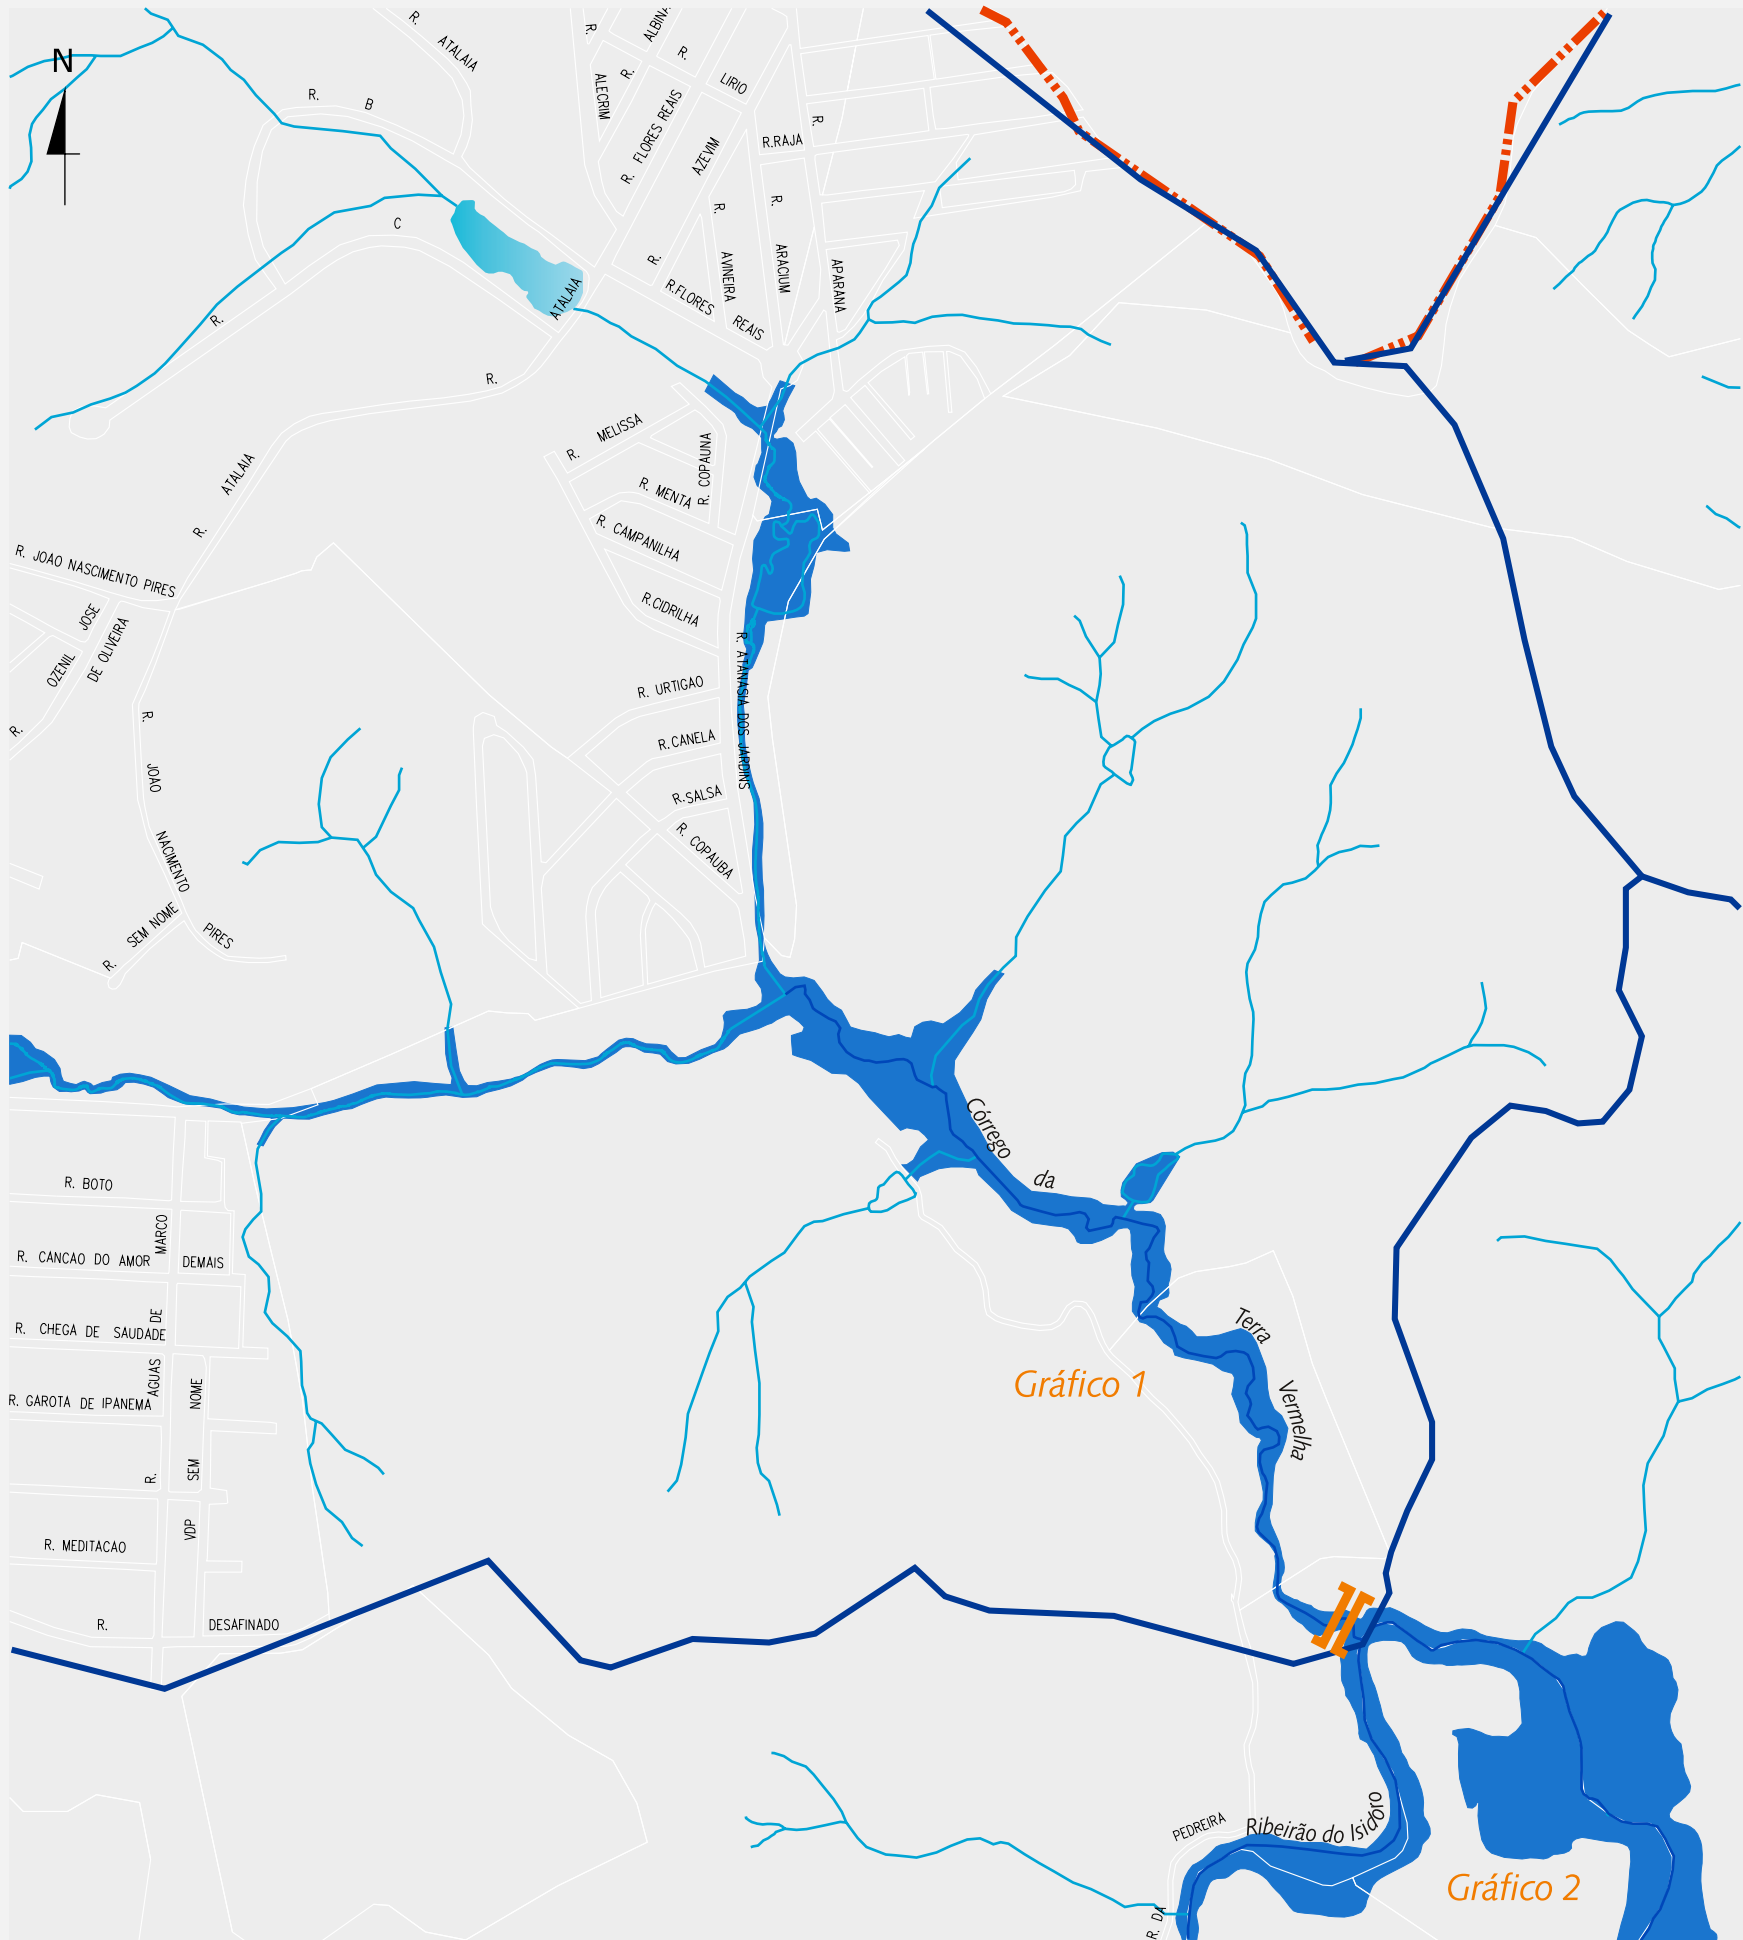 N
R.
ATALAIA
R.
B
R.
ALECRIM
R.
ALBINA
R.
LIRIO
R.
FLORES REAIS
AZEVIM
R.RAJA
R.
C
R.
R.
AVINEIRA
R.
ARACIUM
APARANA
R.
R.FLORES
REAIS
ATALAIA
R.
R.
R.
MELISSA
R. COPAUNA
R. MENTA
R. CAMPANILHA
R.CIDRILHA
ATALAIA
R.
R. JOAO NASCIMENTO PIRES
OZENIL
JOSE
DE OLIVEIRA
R.
R. ATANASIA DOS JARDINS
R. URTIGAO
R.CANELA
R.SALSA
R. COPAUBA
R.
JOAO
NACIMENTO
PIRES
R.
SEM NOME
Córrego
da
Terra
Vermelha
R. BOTO
MARCO
R. CANCAO DO AMOR
DEMAIS
DE
R. CHEGA DE SAUDADE
AGUAS
NOME
R. GAROTA DE IPANEMA
R.
SEM
VDP
R. MEDITACAO
R.
DESAFINADO
Gráfico 1
PEDREIRA
R. DA
Ribeirão do Isidoro
Gráfico 2